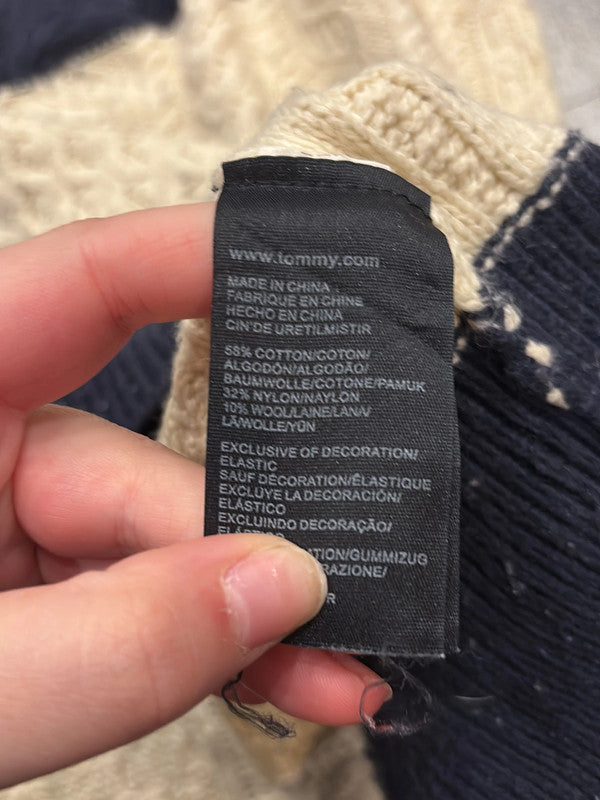 www.tommy.com
MADE IN CHINA
FABRIQUE EN CHINE
HECHO EN CHINA
CIN'DE URETILMISTIR
58% COTTON/COTON/
ALGODÓN/ALGODÃO/
BAUMWOLLE/COTONE/PAMUK
32% NYLON/NAYLON
10% WOOL/LAINE/LANA/
LÃ/WOLLE/YÜN
EXCLUSIVE OF DECORATION/
ELASTIC
SAUF DÉCORATION/ÉLASTIQUE
EXCLUYE LA DECORACIÓN/
ELÁSTICO
EXCLUINDO DECORAÇÃO/
ELÁSTICO
/GUMMIZUG